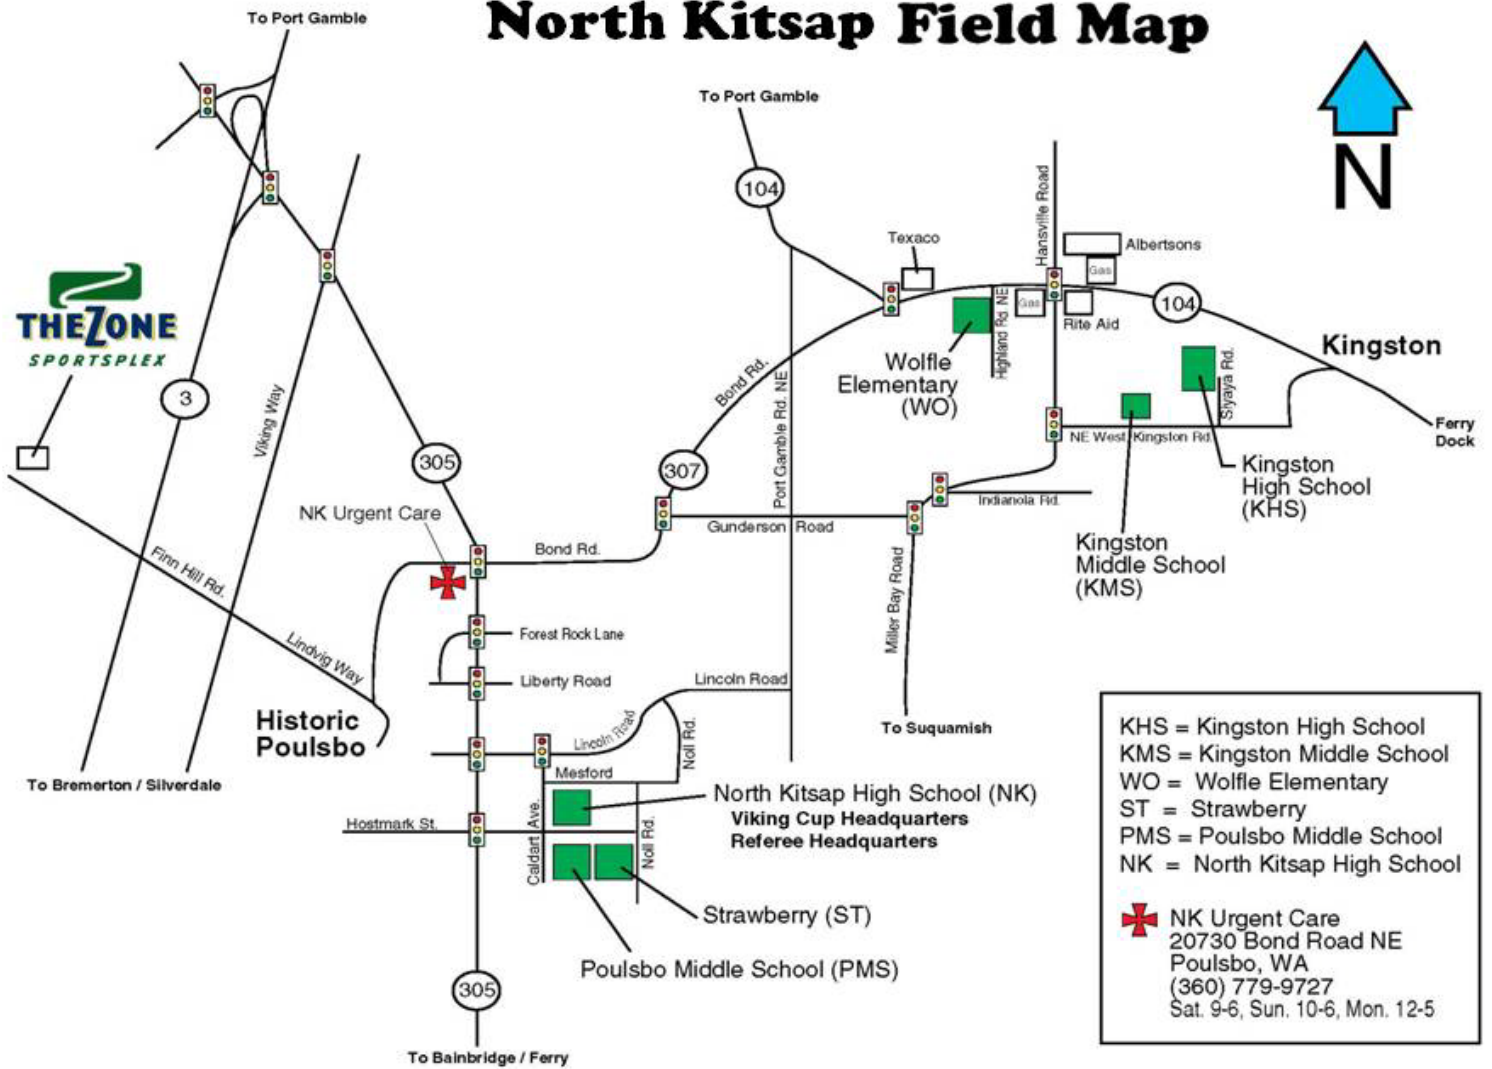 North Kitsap Field Map
To Port Gamble
To Port Gamble
N
104
Hansville Road
Texaco
Albertsons
Gas
Gas
Rite Aid
104
Highland Rd. NE
THE ZONE
SPORTSPLEX
Kingston
Wolfle
Elementary
(WO)
Bond Rd.
Port Gamble Rd. NE
Siyaya Rd.
3
Viking Way
305
307
NE West Kingston Rd.
Ferry
Dock
Kingston
High School
(KHS)
Indianola Rd.
NK Urgent Care
Gunderson Road
Bond Rd.
Kingston
Middle School
(KMS)
Finn Hill Rd.
Miller Bay Road
Forest Rock Lane
Lindvig Way
Liberty Road
Lincoln Road
Historic
Poulsbo
Lincoln Road
Noll Rd.
To Suquamish
To Bremerton / Silverdale
Mesford
North Kitsap High School (NK)
Viking Cup Headquarters
Referee Headquarters
Hostmark St.
Caldart Ave.
Noll Rd.
Strawberry (ST)
Poulsbo Middle School (PMS)
305
To Bainbridge / Ferry
KHS = Kingston High School
KMS = Kingston Middle School
WO = Wolfle Elementary
ST = Strawberry
PMS = Poulsbo Middle School
NK = North Kitsap High School
NK Urgent Care
20730 Bond Road NE
Poulsbo, WA
(360) 779-9727
Sat. 9-6, Sun. 10-6, Mon. 12-5